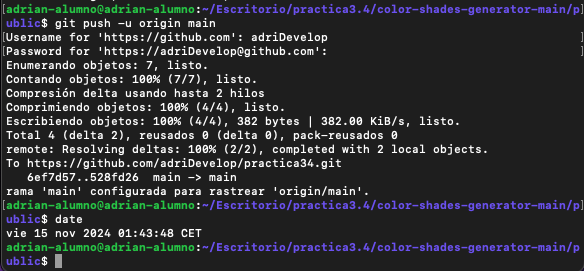 [adrian-alumno@adrian-alumno:~/Escritorio/practica3.4/color-shades-generator-main/p]
ublic$ git push -u origin main
[Username for 'https://github.com': adriDevelop ]
[Password for 'https://adriDevelop@github.com': ]
Enumerando objetos: 7, listo.
Contando objetos: 100% (7/7), listo.
Compresión delta usando hasta 2 hilos
Comprimiendo objetos: 100% (4/4), listo.
Escribiendo objetos: 100% (4/4), 382 bytes | 382.00 KiB/s, listo.
Total 4 (delta 2), reusados 0 (delta 0), pack-reusados 0
remote: Resolving deltas: 100% (2/2), completed with 2 local objects.
To https://github.com/adriDevelop/practica34.git
   6ef7d57..528fd26  main -> main
rama 'main' configurada para rastrear 'origin/main'.
[adrian-alumno@adrian-alumno:~/Escritorio/practica3.4/color-shades-generator-main/p]
ublic$ date
vie 15 nov 2024 01:43:48 CET
adrian-alumno@adrian-alumno:~/Escritorio/practica3.4/color-shades-generator-main/p
ublic$